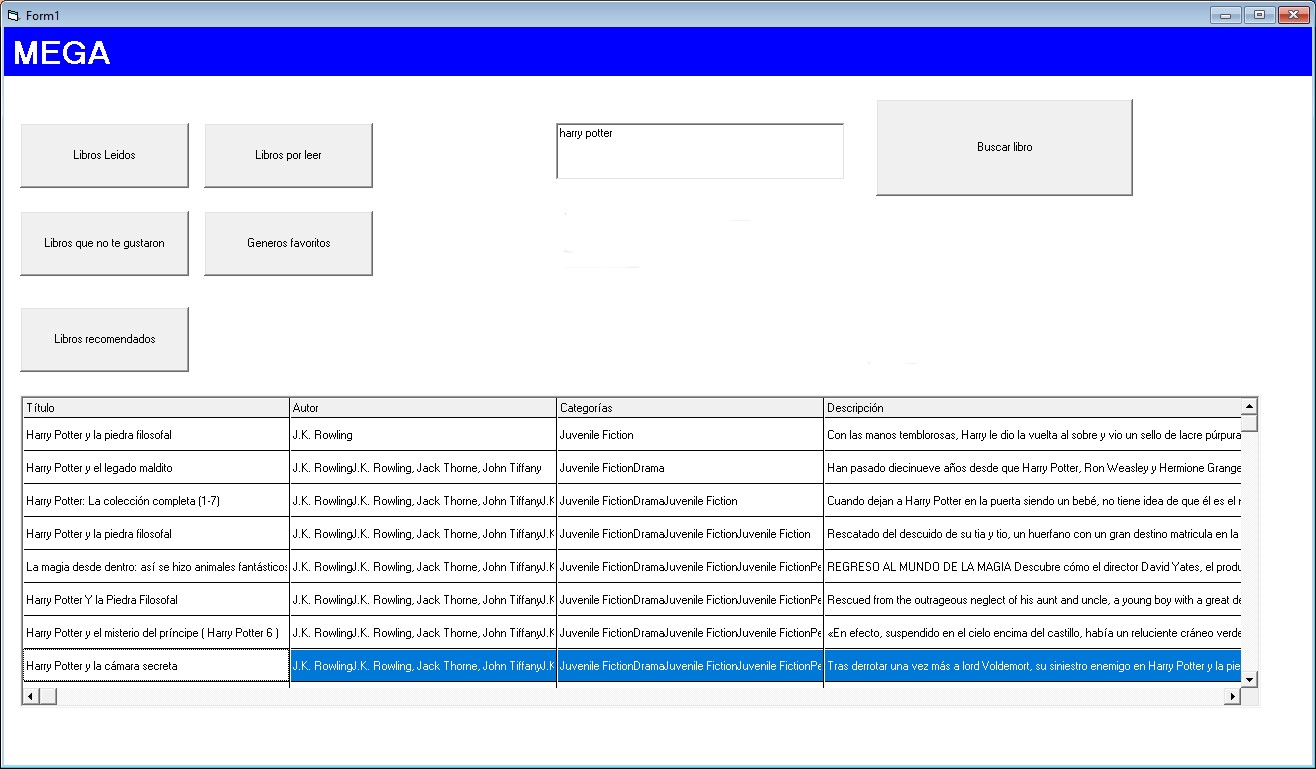 Form1
MEGA
Libros Leidos
Libros por leer
harry potter
Buscar libro
Libros que no te gustaron
Generos favoritos
Libros recomendados
Título Autor Categorías Descripción
Harry Potter y la piedra filosofal J.K. Rowling Juvenile Fiction Con las manos temblorosas, Harry le dio la vuelta al sobre y vio un sello de lacre púrpura
Harry Potter y el legado maldito J.K. RowlingJ.K. Rowling, Jack Thorne, John Tiffany Juvenile FictionDrama Han pasado diecinueve años desde que Harry Potter, Ron Weasley y Hermione Grange
Harry Potter: La colección completa (1-7) J.K. RowlingJ.K. Rowling, Jack Thorne, John TiffanyJ.K Juvenile FictionDramaJuvenile Fiction Cuando dejan a Harry Potter en la puerta siendo un bebé, no tiene idea de que él es el
Harry Potter y la piedra filosofal J.K. RowlingJ.K. Rowling, Jack Thorne, John TiffanyJ.K Juvenile FictionDramaJuvenile FictionJuvenile Fiction Rescatado del descuido de su tia y tio, un huerfano con un gran destino matricula en la
La magia desde dentro: así se hizo animales fantásticos J.K. RowlingJ.K. Rowling, Jack Thorne, John TiffanyJ.K Juvenile FictionDramaJuvenile FictionJuvenile FictionPe REGRESO AL MUNDO DE LA MAGIA Descubre cómo el director David Yates, el produ
Harry Potter Y la Piedra Filosofal J.K. RowlingJ.K. Rowling, Jack Thorne, John TiffanyJ.K Juvenile FictionDramaJuvenile FictionJuvenile FictionPe Rescued from the outrageous neglect of his aunt and uncle, a young boy with a great de
Harry Potter y el misterio del príncipe ( Harry Potter 6 ) J.K. RowlingJ.K. Rowling, Jack Thorne, John TiffanyJ.K Juvenile FictionDramaJuvenile FictionJuvenile FictionPe «En efecto, suspendido en el cielo encima del castillo, había un reluciente cráneo verde
Harry Potter y la cámara secreta J.K. RowlingJ.K. Rowling, Jack Thorne, John TiffanyJ.K Juvenile FictionDramaJuvenile FictionJuvenile FictionPe Tras derrotar una vez más a lord Voldemort, su siniestro enemigo en Harry Potter y la pie